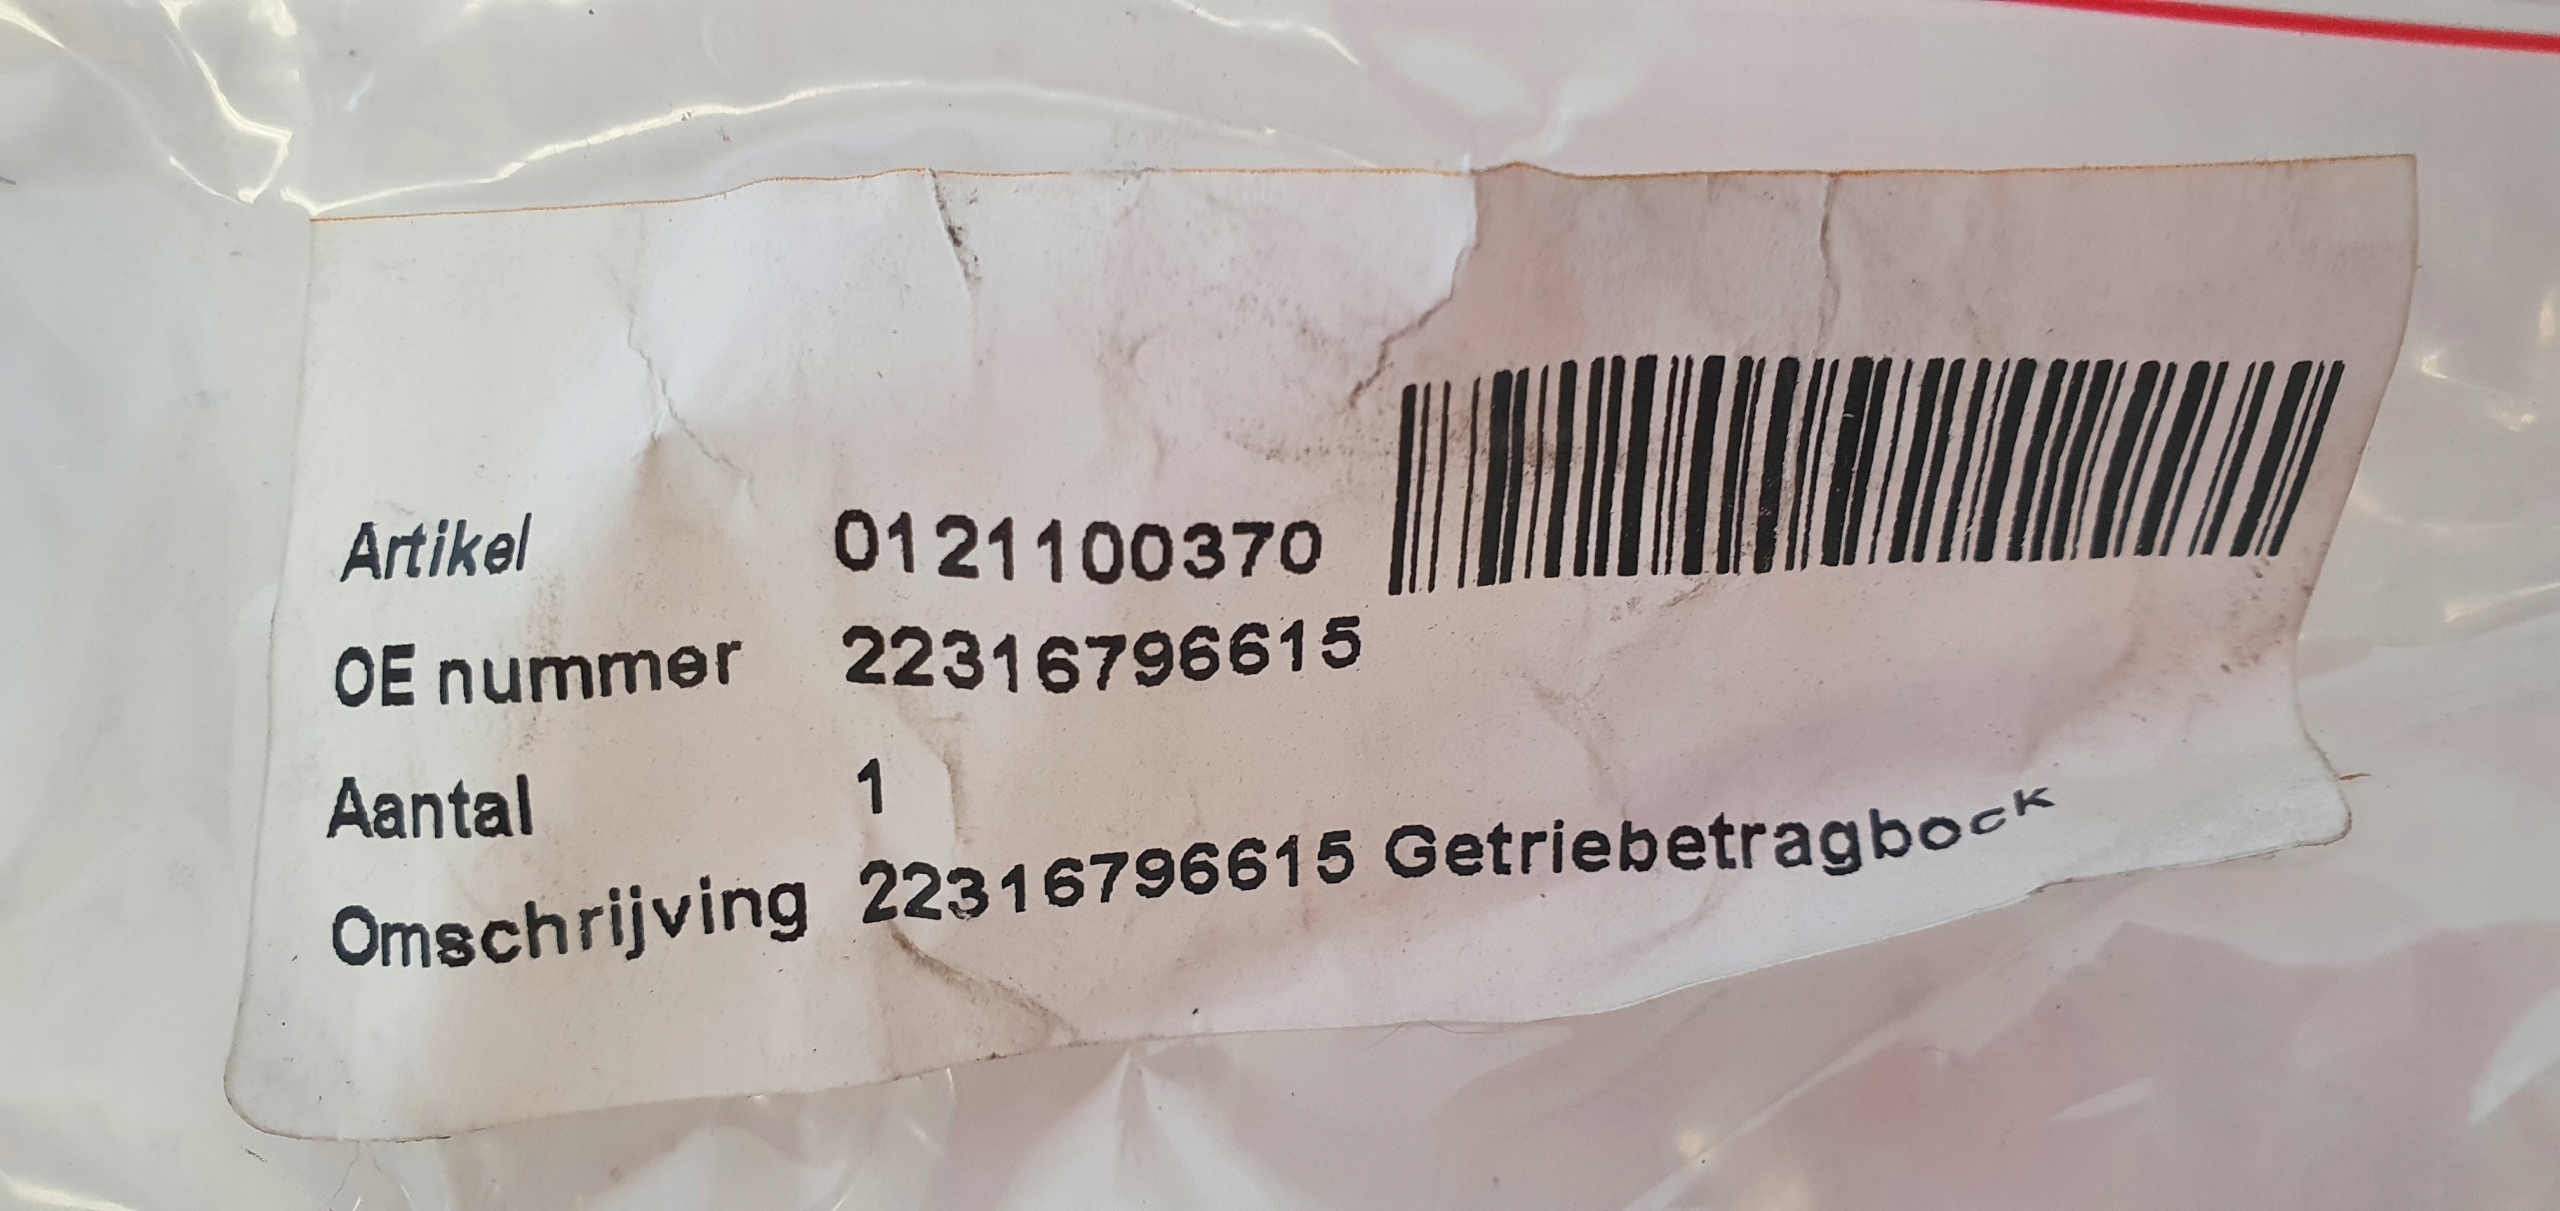 Artikel 0121100370
OE nummer 22316796615
Aantal 1
Omschrijving 22316796615 Getriebetragbock